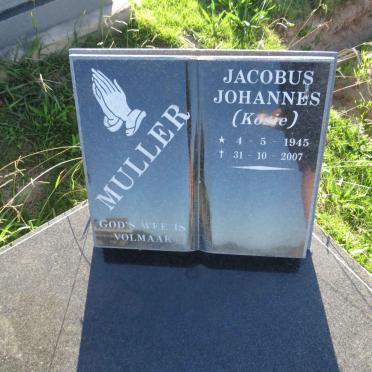 MULLER
GOD'S WEE IS
VOLMAAK
JACOBUS
JOHANNES
(Kosie)
★ 4 - 5 - 1945
✝ 31 - 10 - 2007